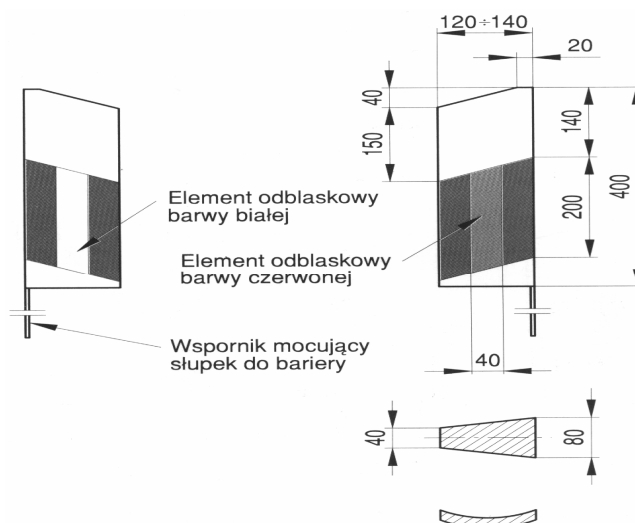 120÷140
20
40
150
140
200
400
Element odblaskowy
barwy białej
Element odblaskowy
barwy czerwonej
Wspornik mocujący
słupek do bariery
40
40
80